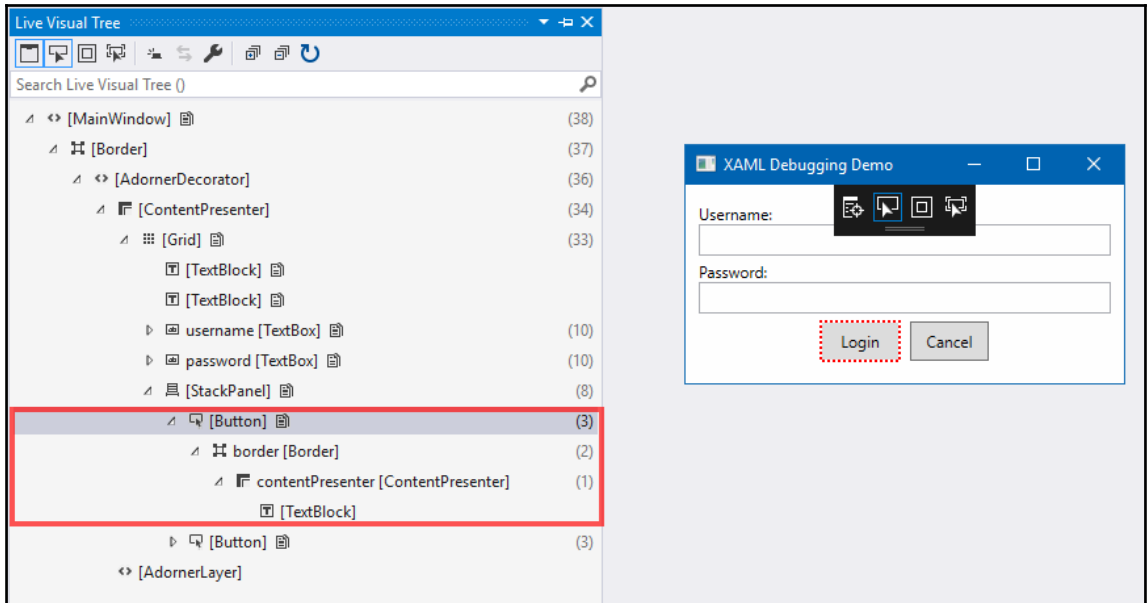 Live Visual Tree
Search Live Visual Tree ()
[MainWindow] (38)
[Border] (37)
[AdornerDecorator] (36)
[ContentPresenter] (34)
[Grid] (33)
[TextBlock]
[TextBlock]
username [TextBox] (10)
password [TextBox] (10)
[StackPanel] (8)
[Button] (3)
border [Border] (2)
contentPresenter [ContentPresenter] (1)
[TextBlock]
[Button] (3)
[AdornerLayer]
XAML Debugging Demo
Username:
Password:
Login Cancel